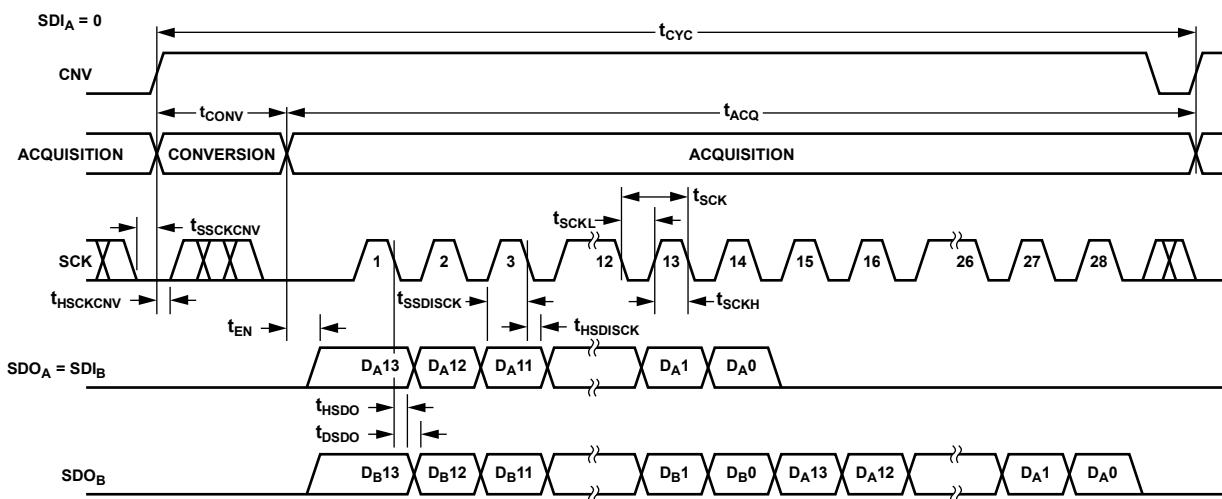 SDIA = 0
tCYC
CNV
tCONV
tACQ
ACQUISITION
CONVERSION
ACQUISITION
tSSCKCNV
tSCKL
tSCK
SCK
1
2
3
12
13
14
15
16
26
27
28
tHSCKCNV
tSSDISCK
tSCKH
tEN
tHSDISCK
SDOA = SDIB
DA13
DA12
DA11
DA1
DA0
tHSDO
tDSDO
SDOB
DB13
DB12
DB11
DB1
DB0
DA13
DA12
DA1
DA0